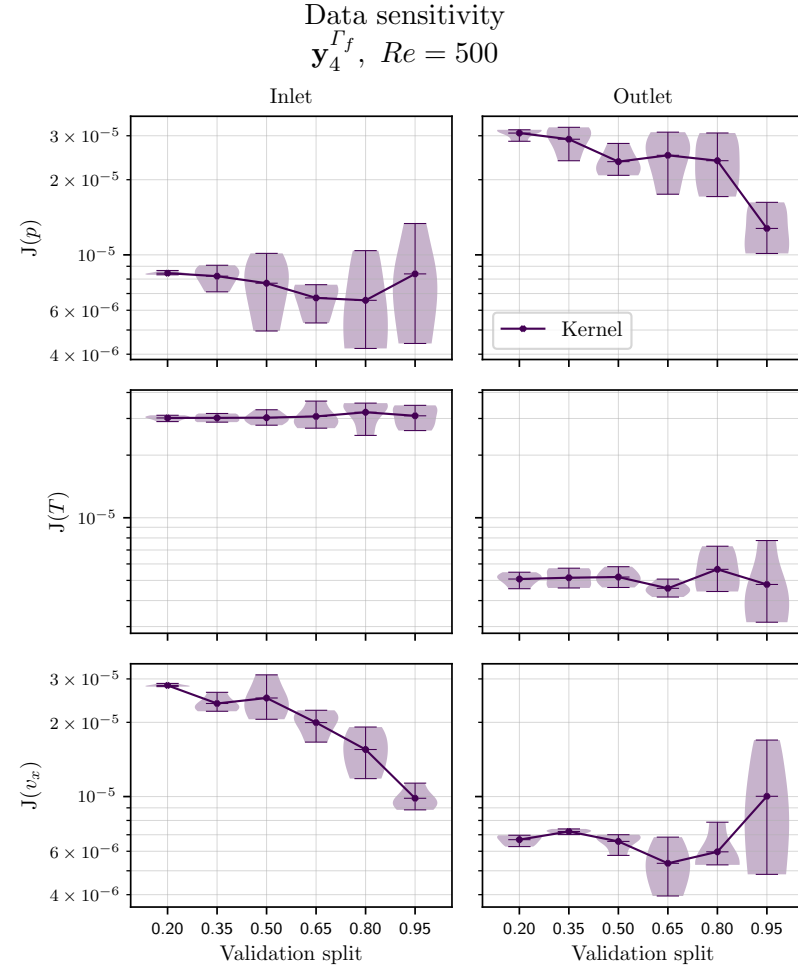 Data sensitivity
y_4^{Γ_f}, Re = 500
Inlet
Outlet
J(p)
3 × 10⁻⁵
2 × 10⁻⁵
10⁻⁵
6 × 10⁻⁶
4 × 10⁻⁶
Kernel
J(T)
10⁻⁵
J(v_x)
3 × 10⁻⁵
2 × 10⁻⁵
10⁻⁵
6 × 10⁻⁶
4 × 10⁻⁶
0.20 0.35 0.50 0.65 0.80 0.95
Validation split
0.20 0.35 0.50 0.65 0.80 0.95
Validation split